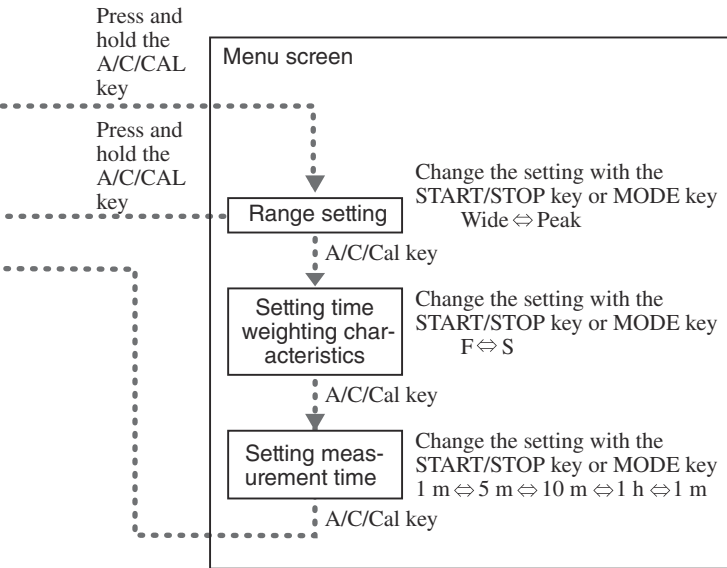 Press and
hold the
A/C/CAL
key
Menu screen
Press and
hold the
A/C/CAL
key
Range setting
Change the setting with the
START/STOP key or MODE key
Wide ⇔ Peak
A/C/Cal key
Setting time
weighting char-
acteristics
Change the setting with the
START/STOP key or MODE key
F ⇔ S
A/C/Cal key
Setting meas-
urement time
Change the setting with the
START/STOP key or MODE key
1 m ⇔ 5 m ⇔ 10 m ⇔ 1 h ⇔ 1 m
A/C/Cal key